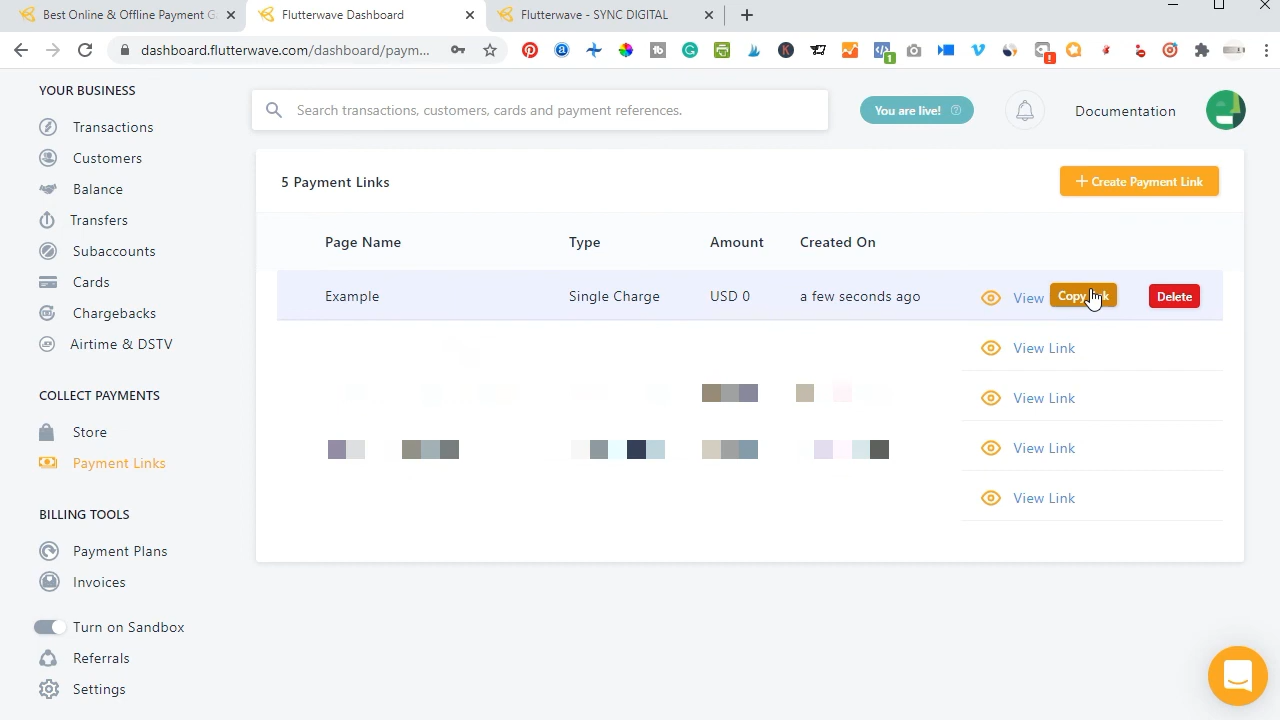 Best Online & Offline Payment G
Flutterwave Dashboard
Flutterwave - SYNC DIGITAL
dashboard.flutterwave.com/dashboard/paym...
1
YOUR BUSINESS
Transactions
Customers
Balance
Transfers
Subaccounts
Cards
Chargebacks
Airtime & DSTV
COLLECT PAYMENTS
Store
Payment Links
BILLING TOOLS
Payment Plans
Invoices
Turn on Sandbox
Referrals
Settings
Search transactions, customers, cards and payment references.
You are live!
Documentation
5 Payment Links
+ Create Payment Link
Page Name Type Amount Created On
Example Single Charge USD 0 a few seconds ago View Copy Delete
View Link
View Link
View Link
View Link